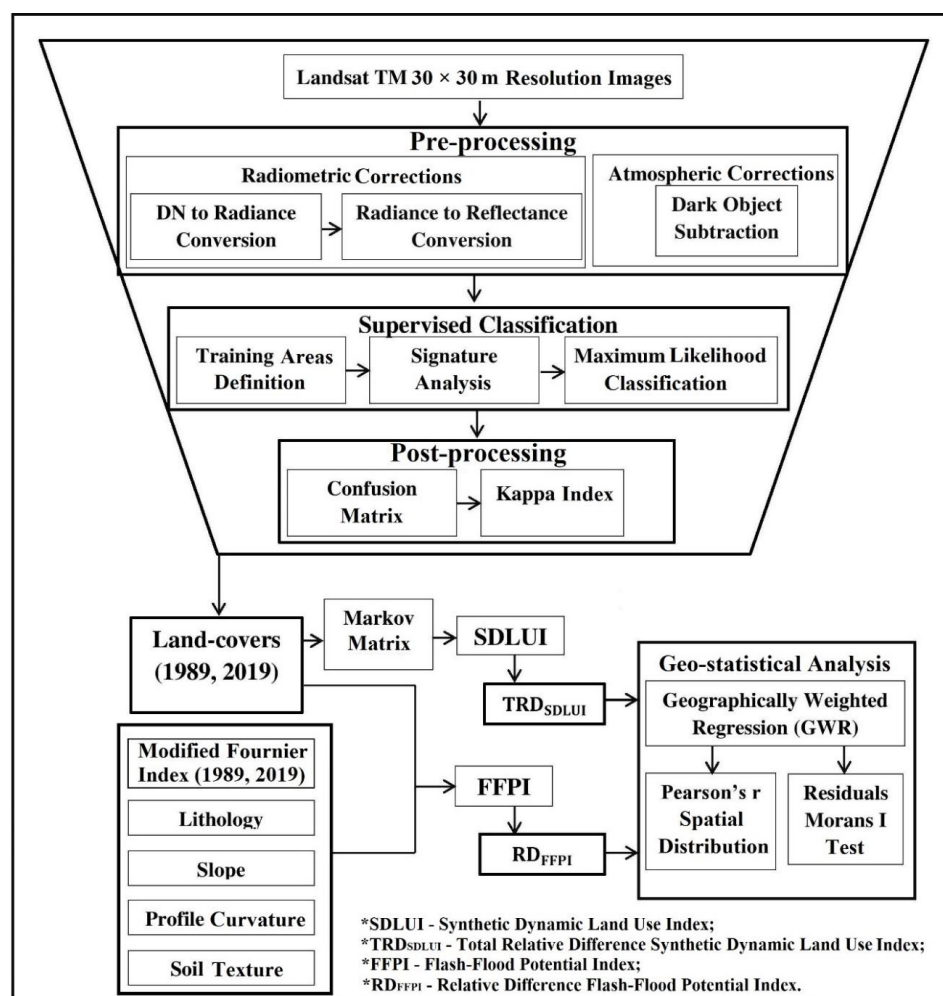 Landsat TM 30 × 30 m Resolution Images
Pre-processing
Radiometric Corrections
DN to Radiance
Conversion
Radiance to Reflectance
Conversion
Atmospheric Corrections
Dark Object
Subtraction
Supervised Classification
Training Areas
Definition
Signature
Analysis
Maximum Likelihood
Classification
Post-processing
Confusion
Matrix
Kappa Index
Land-covers
(1989, 2019)
Markov
Matrix
SDLUI
TRDSDLUI
Modified Fournier
Index (1989, 2019)
Lithology
Slope
Profile Curvature
Soil Texture
FFPI
RDFFPI
Geo-statistical Analysis
Geographically Weighted
Regression (GWR)
Pearson's r
Spatial
Distribution
Residuals
Morans I
Test
*SDLUI - Synthetic Dynamic Land Use Index;
*TRDSDLUI - Total Relative Difference Synthetic Dynamic Land Use Index;
*FFPI - Flash-Flood Potential Index;
*RDFFPI - Relative Difference Flash-Flood Potential Index.